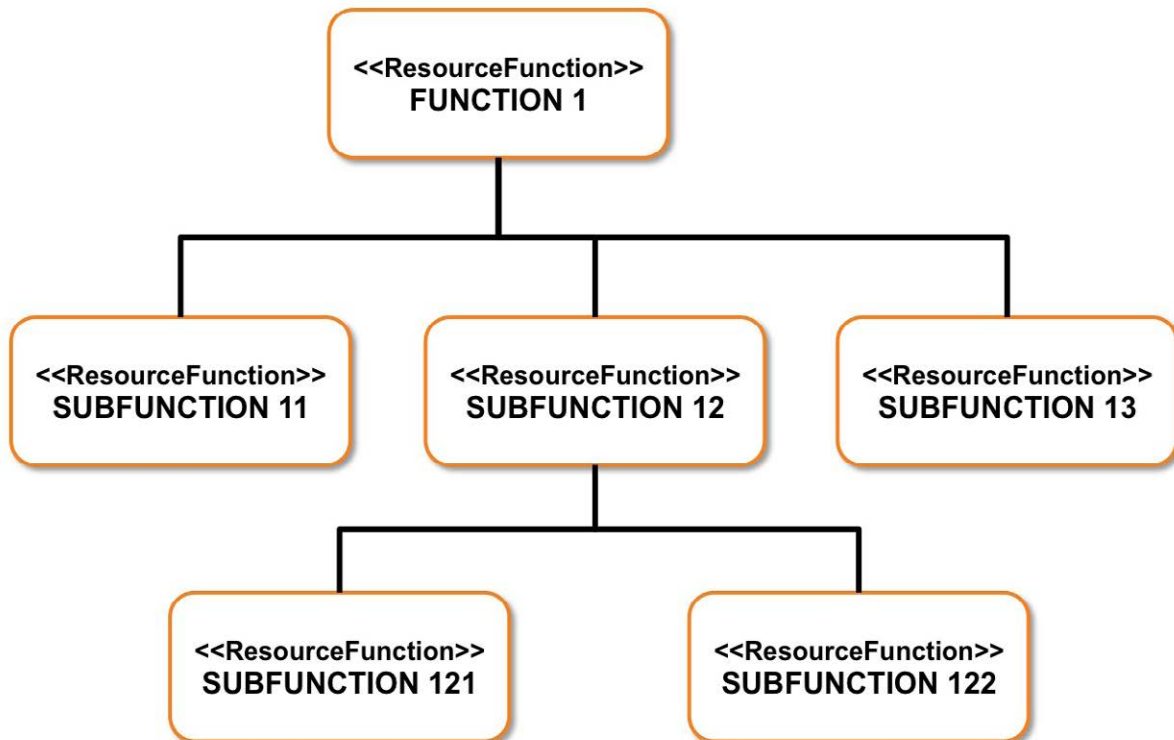 <<ResourceFunction>>
FUNCTION 1
<<ResourceFunction>>
SUBFUNCTION 11
<<ResourceFunction>>
SUBFUNCTION 12
<<ResourceFunction>>
SUBFUNCTION 13
<<ResourceFunction>>
SUBFUNCTION 121
<<ResourceFunction>>
SUBFUNCTION 122